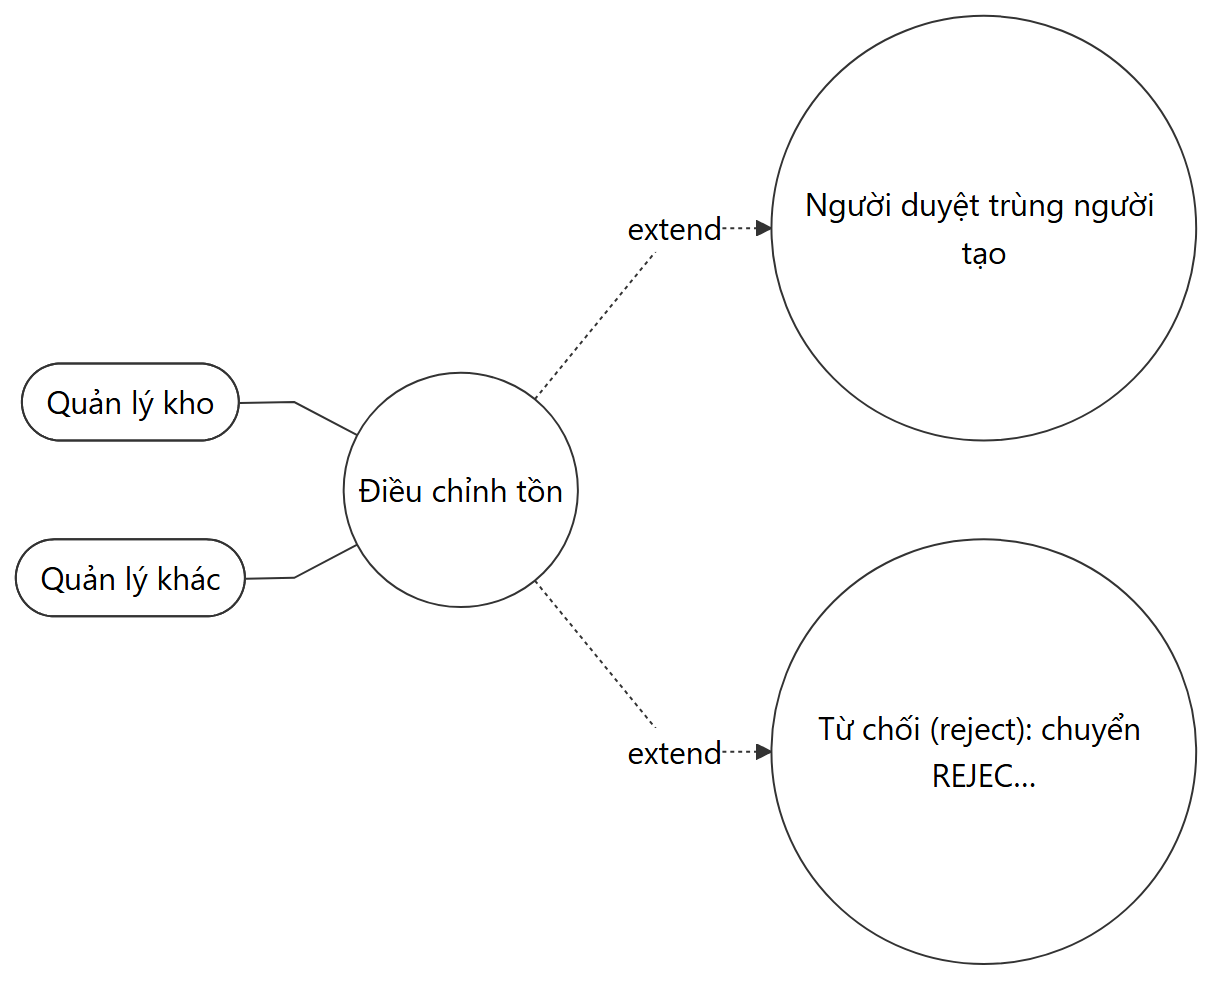 Người duyệt trùng người
tạo
extend
Quản lý kho
Điều chỉnh tồn
Quản lý khác
Từ chối (reject): chuyển
REJEC...
extend